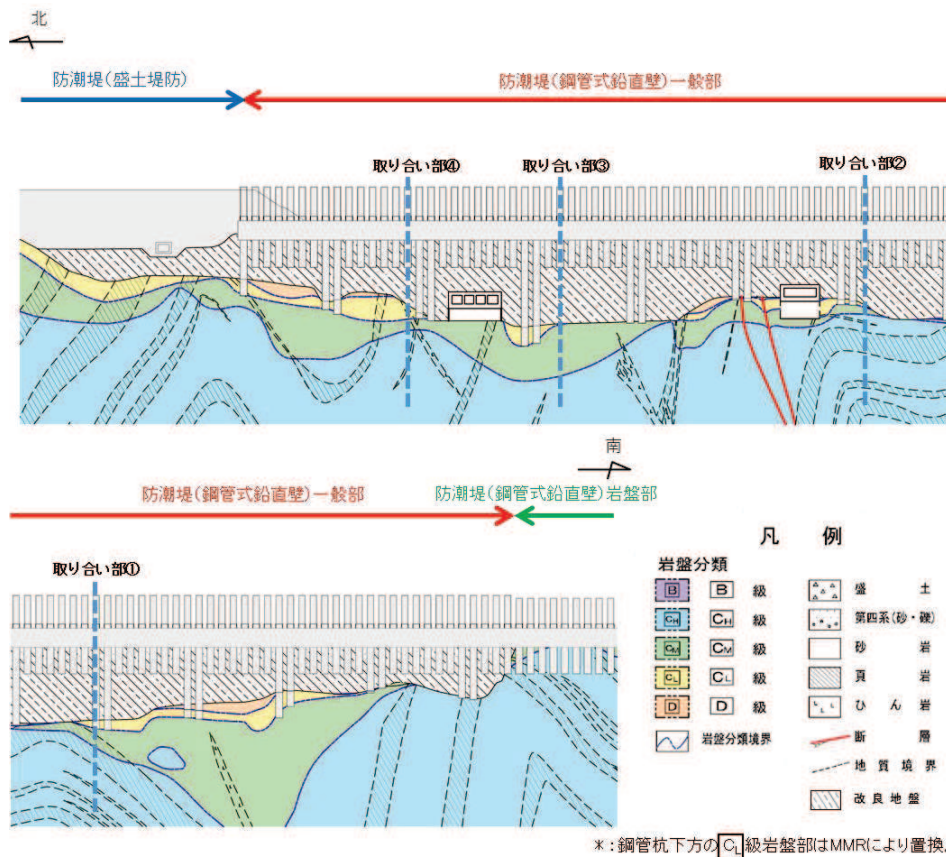 北
防潮堤(盛土堤防)
防潮堤(鋼管式鉛直壁)一般部
取り合い部④
取り合い部③
取り合い部②
南
防潮堤(鋼管式鉛直壁)一般部
防潮堤(鋼管式鉛直壁)岩盤部
取り合い部①
凡 例
岩盤分類
B B 級
CH CH 級
CM CM 級
CL CL 級
D D 級
岩盤分類境界
盛 土
第四系(砂・礫)
砂 岩
頁 岩
ひ ん 岩
断 層
地 質 境 界
改 良 地 盤
*:鋼管杭下方のCL級岩盤部はMMRにより置換。